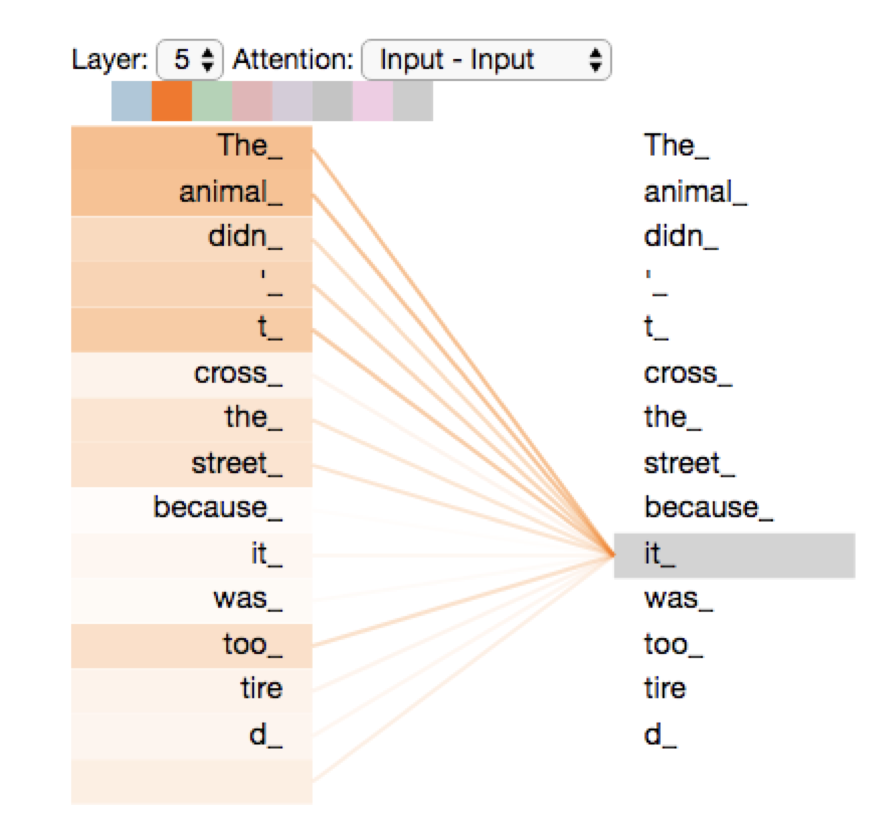 Layer: 5 Attention: Input - Input
The_ The_
animal_ animal_
didn_ didn_
'_ '_
t_ t_
cross_ cross_
the_ the_
street_ street_
because_ because_
it_ it_
was_ was_
too_ too_
tire tire
d_ d_